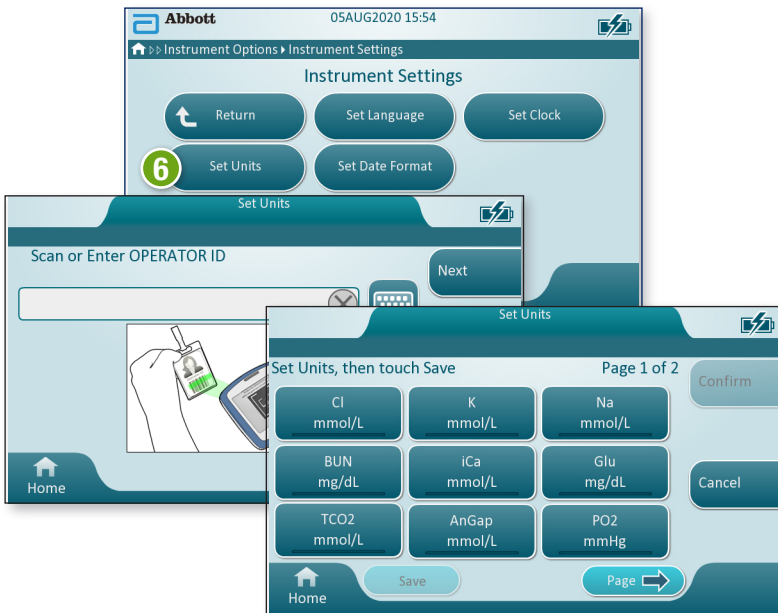 Abbott
05AUG2020 15:54
Instrument Options Instrument Settings
Instrument Settings
Return
Set Language
Set Clock
6
Set Units
Set Date Format
Set Units
Scan or Enter OPERATOR ID
Next
Home
Set Units
Set Units, then touch Save
Page 1 of 2
Confirm
Cl
mmol/L
K
mmol/L
Na
mmol/L
BUN
mg/dL
iCa
mmol/L
Glu
mg/dL
Cancel
TCO2
mmol/L
AnGap
mmol/L
PO2
mmHg
Home
Save
Page